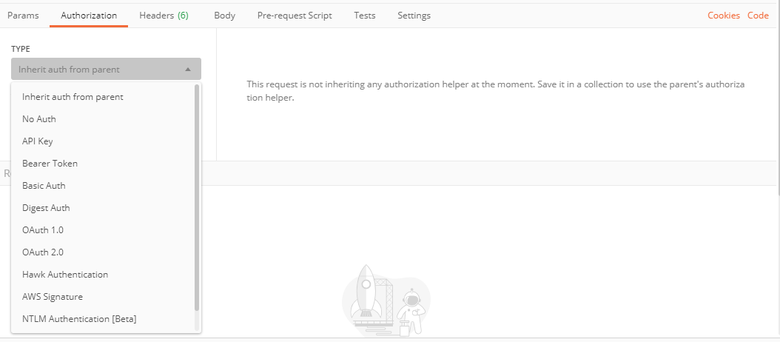 Params Authorization Headers (6) Body Pre-request Script Tests Settings Cookies Code
TYPE
Inherit auth from parent
This request is not inheriting any authorization helper at the moment. Save it in a collection to use the parent's authoriza
tion helper.
Inherit auth from parent
No Auth
API Key
Bearer Token
R
Basic Auth
Digest Auth
OAuth 1.0
OAuth 2.0
Hawk Authentication
AWS Signature
NTLM Authentication [Beta]